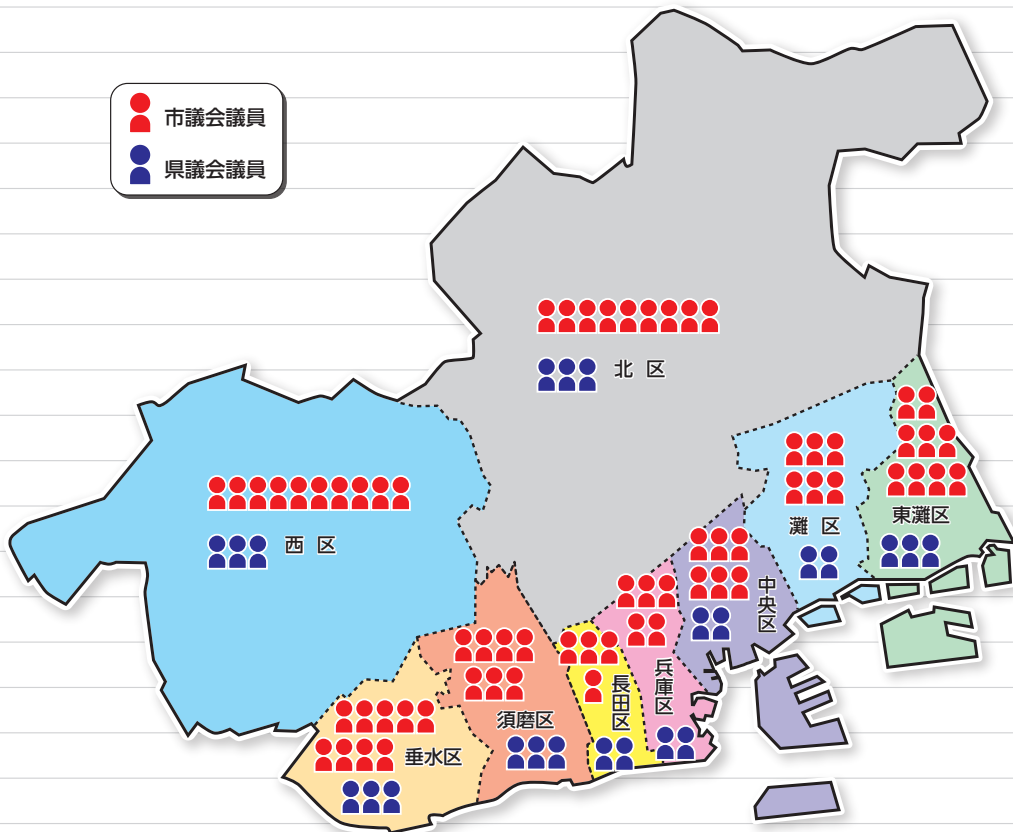 市議会議員
県議会議員
北 区
西 区
灘 区
東灘区
中央区
兵庫区
長田区
須磨区
垂水区